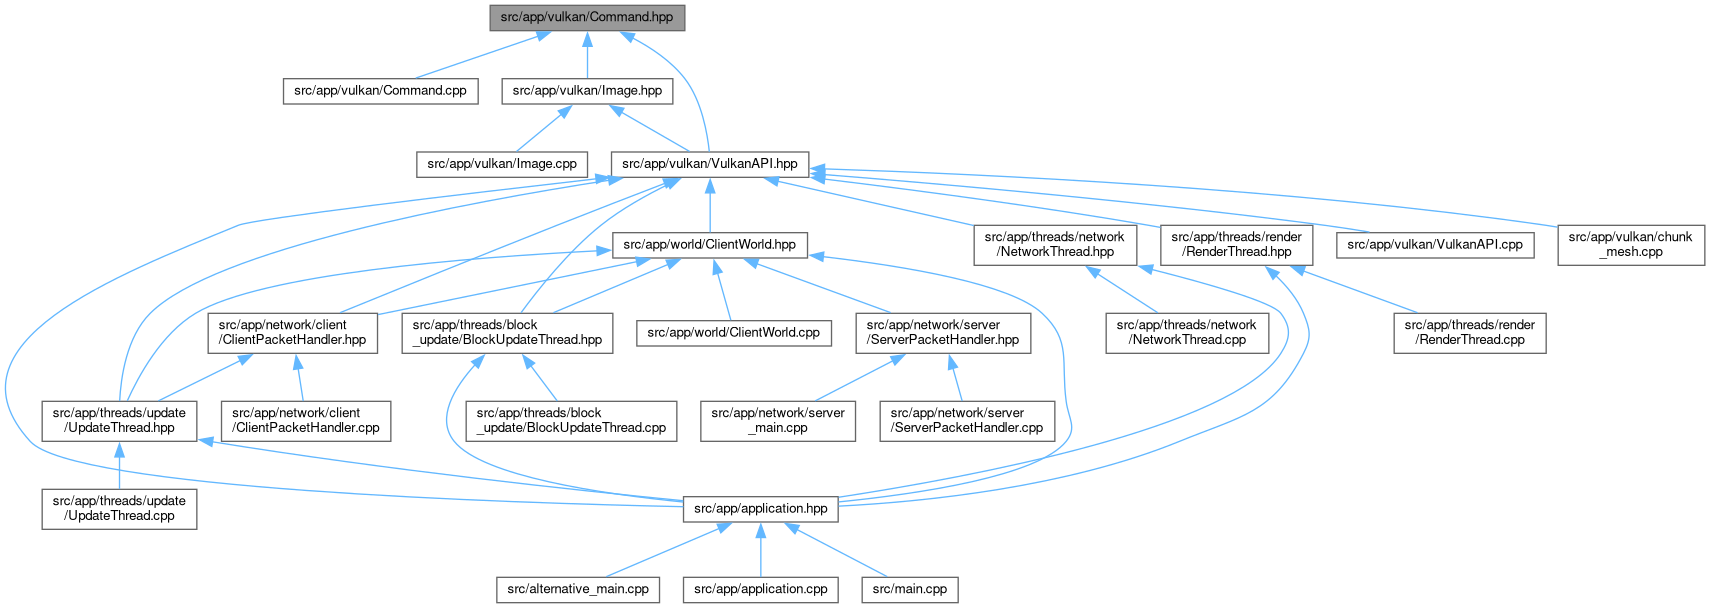 src/app/vulkan/Command.hpp
src/app/vulkan/Command.cpp
src/app/vulkan/Image.hpp
src/app/vulkan/Image.cpp
src/app/vulkan/VulkanAPI.hpp
src/app/world/ClientWorld.hpp
src/app/threads/network
/NetworkThread.hpp
src/app/threads/render
/RenderThread.hpp
src/app/vulkan/VulkanAPI.cpp
src/app/vulkan/chunk
_mesh.cpp
src/app/network/client
/ClientPacketHandler.hpp
src/app/threads/block
_update/BlockUpdateThread.hpp
src/app/world/ClientWorld.cpp
src/app/network/server
/ServerPacketHandler.hpp
src/app/threads/network
/NetworkThread.cpp
src/app/threads/render
/RenderThread.cpp
src/app/threads/update
/UpdateThread.hpp
src/app/network/client
/ClientPacketHandler.cpp
src/app/threads/block
_update/BlockUpdateThread.cpp
src/app/network/server
_main.cpp
src/app/network/server
/ServerPacketHandler.cpp
src/app/threads/update
/UpdateThread.cpp
src/app/application.hpp
src/alternative_main.cpp
src/app/application.cpp
src/main.cpp